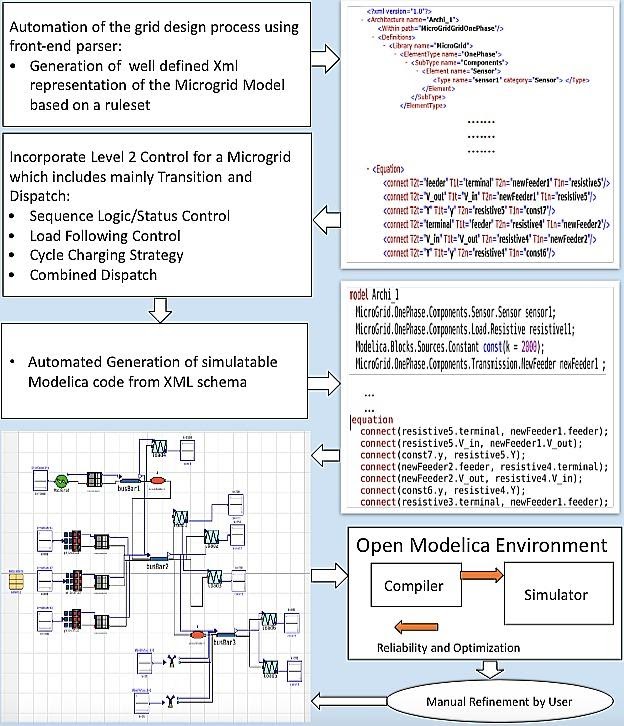 Automation of the grid design process using
front-end parser:
• Generation of well defined Xml
representation of the Microgrid Model
based on a ruleset
<?xml version="1.0"?>
- <Architecture name="Archi_1">
<Within path="MicroGridGridOnePhase"/>
- <Definitions>
- <Library name="MicroGrid">
- <ElementType name="OnePhase">
- <SubType name="Components">
- <Element name="Sensor">
<Type name="sensor1" category="Sensor"> </Type>
</Element>
</SubType>
</ElementType>
.......
.......
.......
- <Equation>
<connect T2t="feeder" T1t="terminal" T2n="newFeeder1" T1n="resistive5"/>
<connect T2t="V_out" T1t="V_in" T2n="newFeeder1" T1n="resistive5"/>
<connect T2t="Y" T1t="y" T2n="resistive5" T1n="const7"/>
<connect T2t="terminal" T1t="feeder" T2n="resistive4" T1n="newFeeder2"/>
<connect T2t="V_in" T1t="V_out" T2n="resistive4" T1n="newFeeder2"/>
<connect T2t="Y" T1t="y" T2n="resistive4" T1n="const6"/>
Incorporate Level 2 Control for a Microgrid
which includes mainly Transition and
Dispatch:
• Sequence Logic/Status Control
• Load Following Control
• Cycle Charging Strategy
• Combined Dispatch
• Automated Generation of simulatable
Modelica code from XML schema
model Archi_1
MicroGrid.OnePhase.Components.Sensor.Sensor sensor1;
MicroGrid.OnePhase.Components.Load.Resistive resistive11;
Modelica.Blocks.Sources.Constant const(k = 2000);
MicroGrid.OnePhase.Components.Transmission.NewFeeder newFeeder1 ;
...
...
equation
connect(resistive5.terminal, newFeeder1.feeder);
connect(resistive5.V_in, newFeeder1.V_out);
connect(const7.y, resistive5.Y);
connect(newFeeder2.feeder, resistive4.terminal);
connect(newFeeder2.V_out, resistive4.V_in);
connect(const6.y, resistive4.Y);
connect(resistive3.terminal, newFeeder1.feeder);
busBar1
busBar2
busBar3
Open Modelica Environment
Compiler
Simulator
Reliability and Optimization
Manual Refinement by User